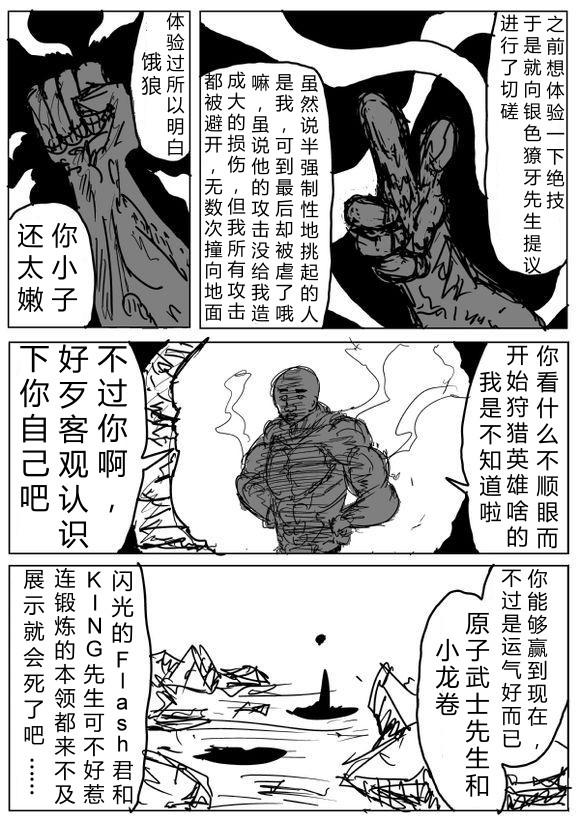 之前想体验一下绝技
于是就向银色獠牙先生提议
进行了切磋
虽然说半强制性地挑起的人
是我，可到最后却被虐了哦
嘛，虽说他的攻击没给我造
成大的损伤，但我所有攻击
都被避开，无数次撞向地面
体验过所以明白
饿狼
你小子
还太嫩
你看什么不顺眼而
开始狩猎英雄啥的
我是不知道啦
不过你啊，
好歹客观认识
下你自己吧
你能够赢到现在，
不过是运气好而已
原子武士先生和
小龙卷
闪光的Flash君和
KING先生可不好惹
连锻炼的本领都来不及
展示就会死了吧……